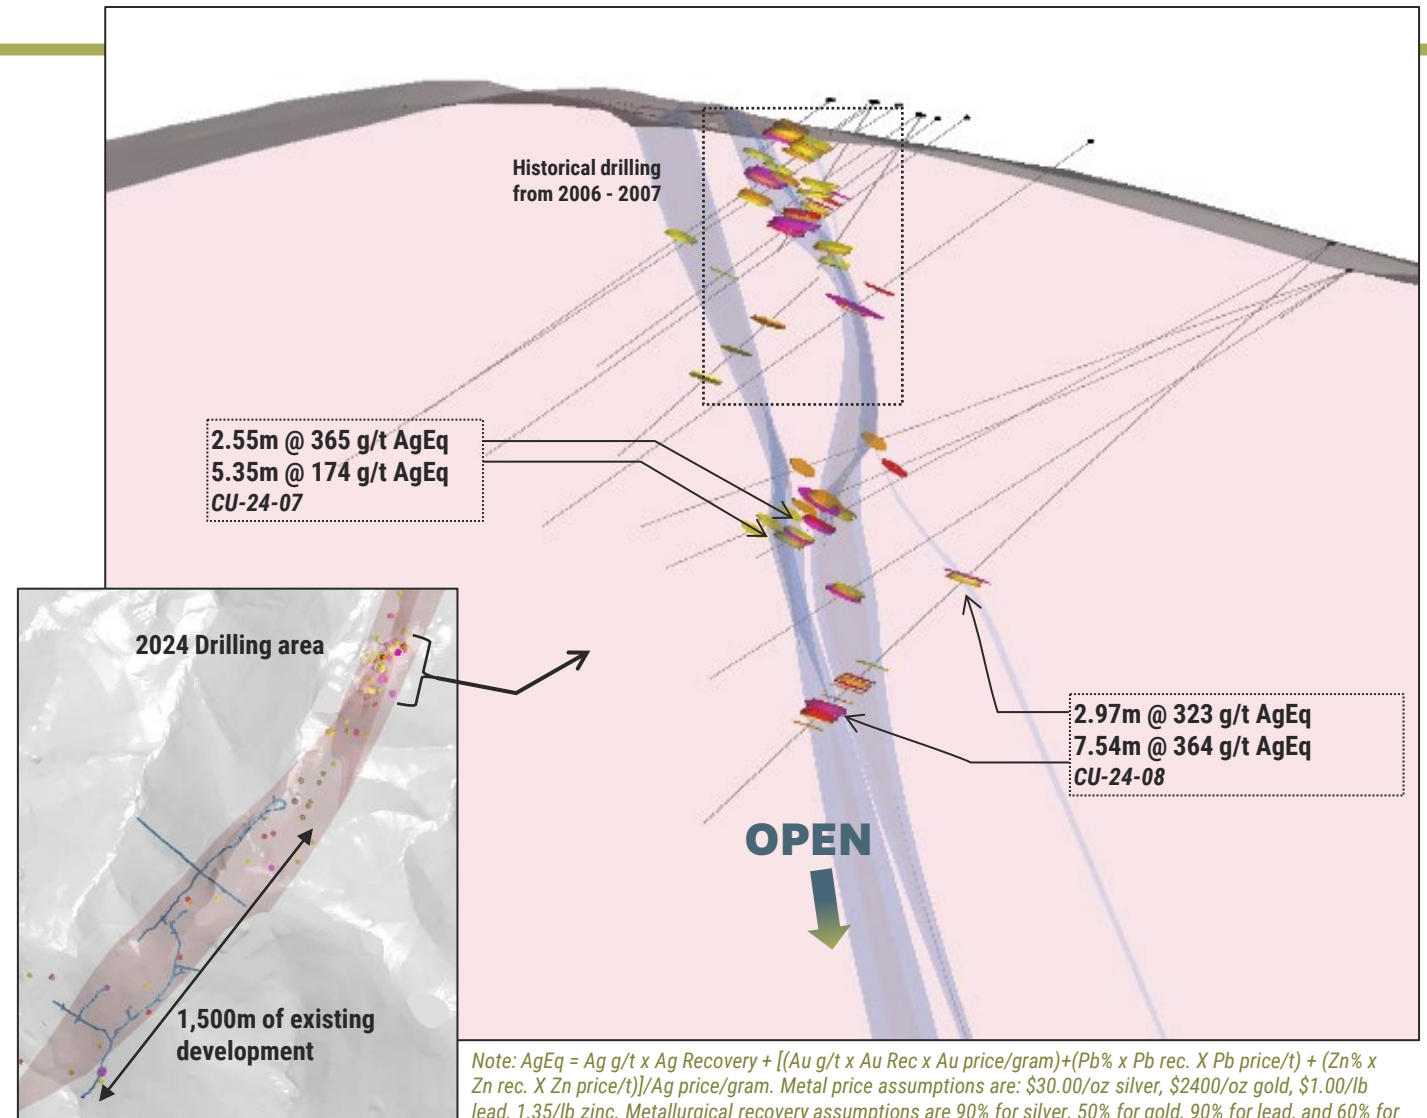 Historical drilling
from 2006 - 2007
2.55m @ 365 g/t AgEq
5.35m @ 174 g/t AgEq
CU-24-07
2024 Drilling area
2.97m @ 323 g/t AgEq
7.54m @ 364 g/t AgEq
CU-24-08
OPEN
1,500m of existing
development
Note: AgEq = Ag g/t x Ag Recovery + [(Au g/t x Au Rec x Au price/gram)+(Pb% x Pb rec. X Pb price/t) + (Zn% x
Zn rec. X Zn price/t)]/Ag price/gram. Metal price assumptions are: $30.00/oz silver, $2400/oz gold, $1.00/lb
lead, 1.35/lb zinc. Metallurgical recovery assumptions are 90% for silver, 50% for gold, 90% for lead, and 60% for